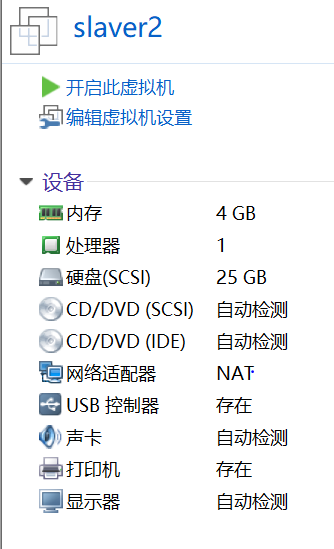 slaver2
开启此虚拟机
编辑虚拟机设置
设备
内存 4 GB
处理器 1
硬盘(SCSI) 25 GB
CD/DVD (SCSI) 自动检测
CD/DVD (IDE) 自动检测
网络适配器 NAT
USB 控制器 存在
声卡 自动检测
打印机 存在
显示器 自动检测